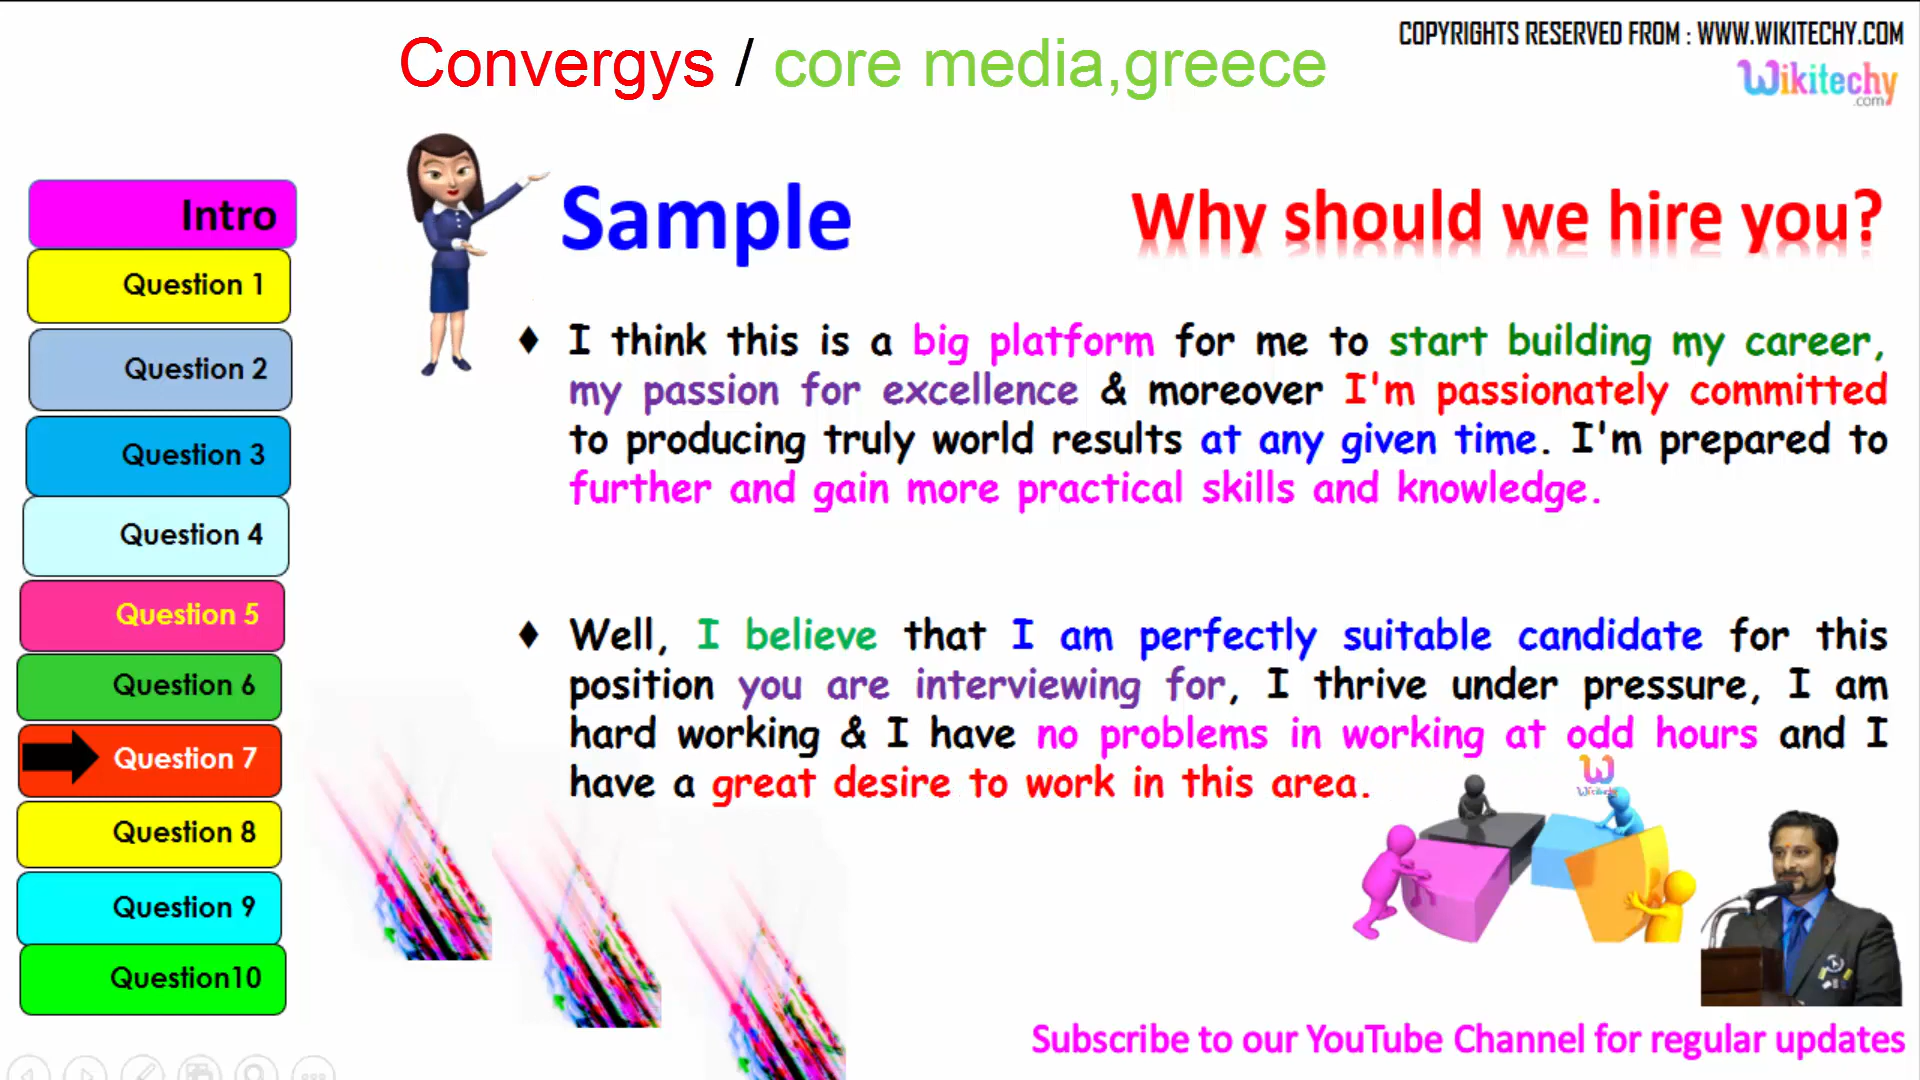 COPYRIGHTS RESERVED FROM : WWW.WIKITECHY.COM
Convergys / core media,greece
Wikitechy
.com
Intro
Question 1
Question 2
Question 3
Question 4
Question 5
Question 6
Question 7
Question 8
Question 9
Question10
Sample
Why should we hire you?
♦ I think this is a big platform for me to start building my career,
my passion for excellence & moreover I'm passionately committed
to producing truly world results at any given time. I'm prepared to
further and gain more practical skills and knowledge.
♦ Well, I believe that I am perfectly suitable candidate for this
position you are interviewing for, I thrive under pressure, I am
hard working & I have no problems in working at odd hours and I
have a great desire to work in this area.
W
Wikitechy
Subscribe to our YouTube Channel for regular updates